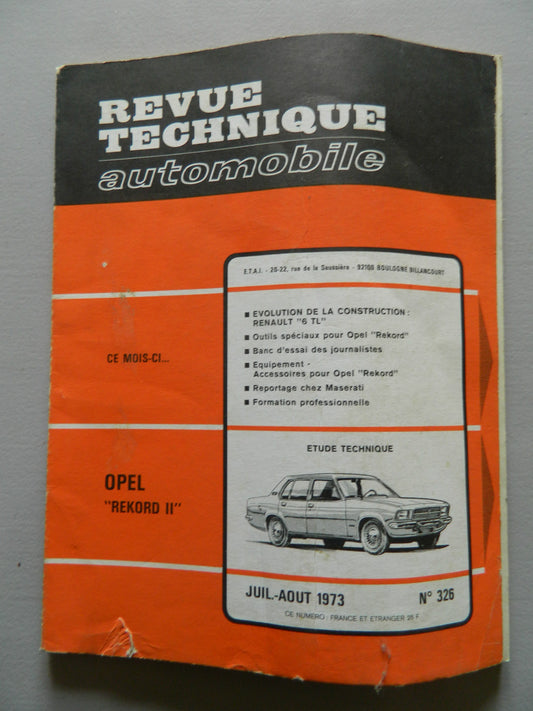 REVUE
TECHNIQUE
automobile
E.T.A.I. - 20-22, rue de la Saussière - 92100 BOULOGNE BILLANCOURT
CE MOIS-CI...
■ EVOLUTION DE LA CONSTRUCTION :
RENAULT "6 TL"
■ Outils spéciaux pour Opel "Rekord"
■ Banc d'essai des journalistes
■ Equipement -
Accessoires pour Opel "Rekord"
■ Reportage chez Maserati
■ Formation professionnelle
OPEL
"REKORD II"
ETUDE TECHNIQUE
JUIL.-AOUT 1973 N° 326
CE NUMERO : FRANCE ET ETRANGER 25 F